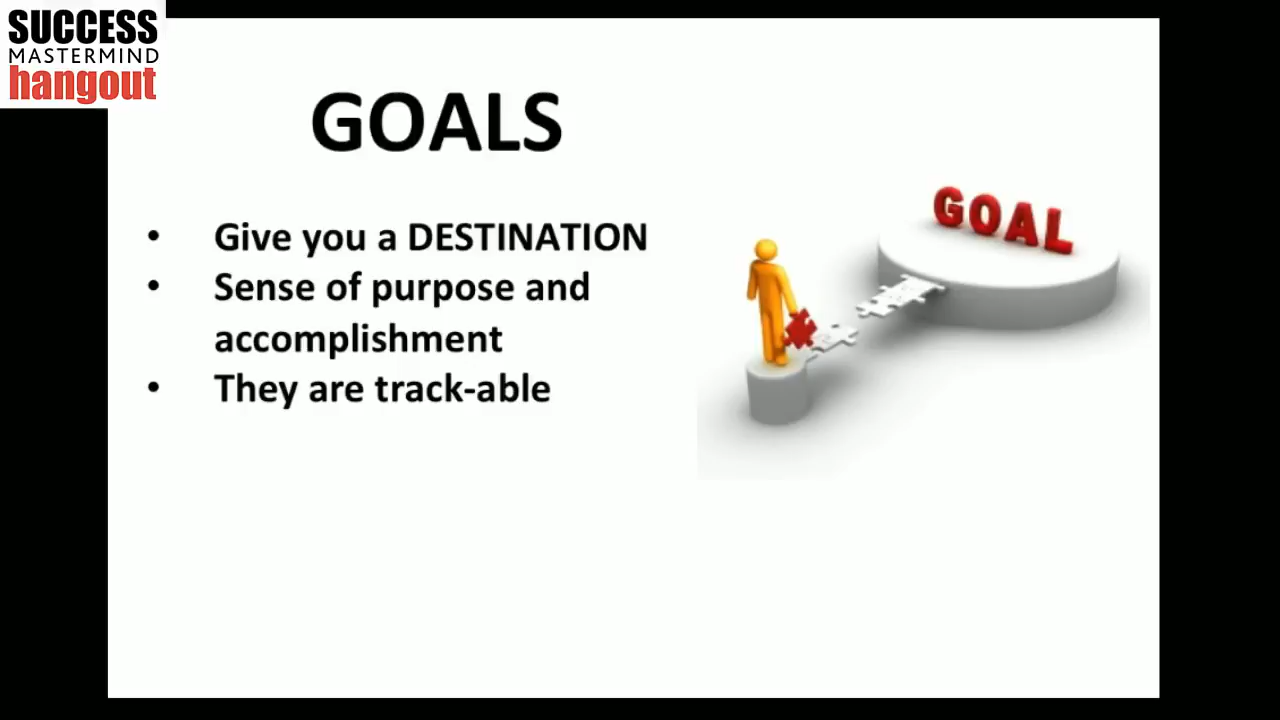 SUCCESS
MASTERMIND
hangout
GOALS
• Give you a DESTINATION
• Sense of purpose and
accomplishment
• They are track-able
GOAL